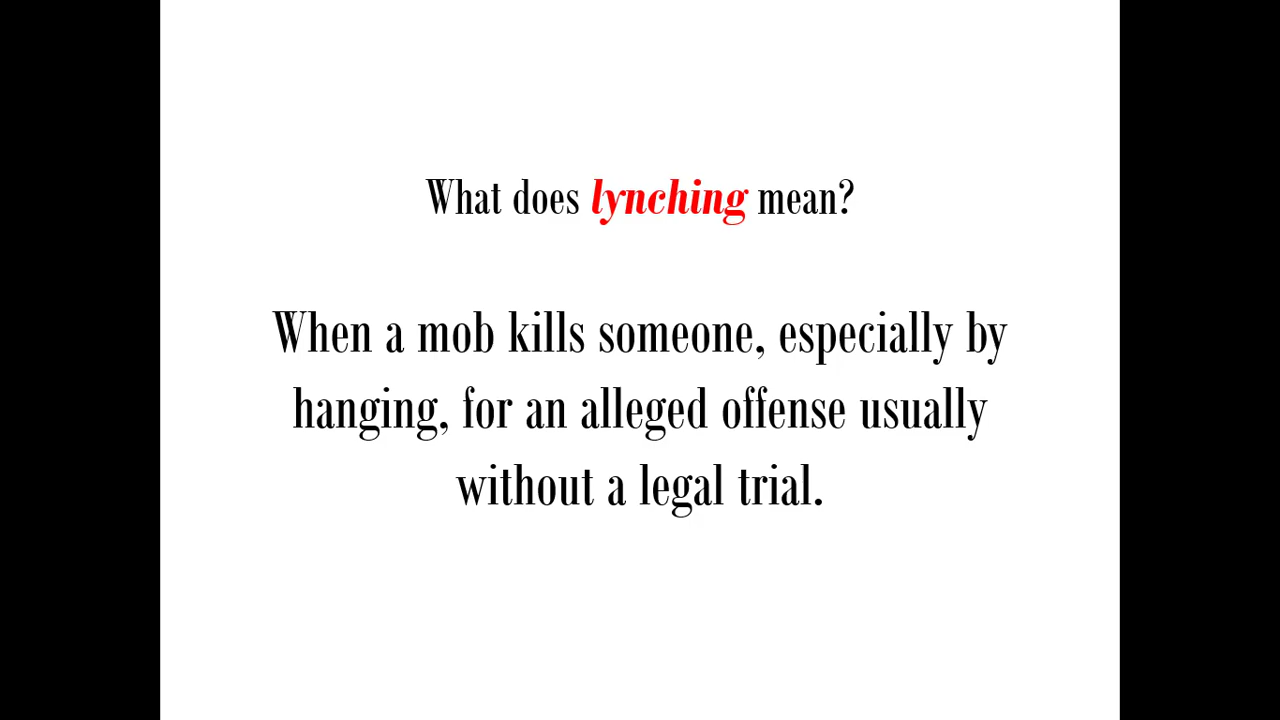 What does lynching mean?
When a mob kills someone, especially by
hanging, for an alleged offense usually
without a legal trial.